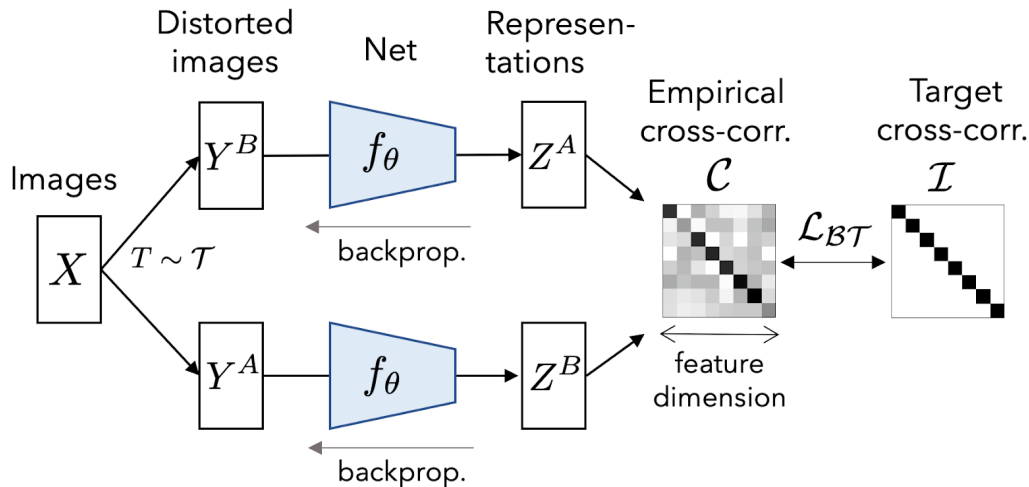 Distorted
images
Net
Represen-
tations
Empirical
cross-corr.
𝒞
Target
cross-corr.
ℐ
Images
X
T ∼ 𝒯
Y^B
f_θ
Z^A
backprop.
ℒ_ℬ𝒯
Y^A
f_θ
Z^B
backprop.
feature
dimension